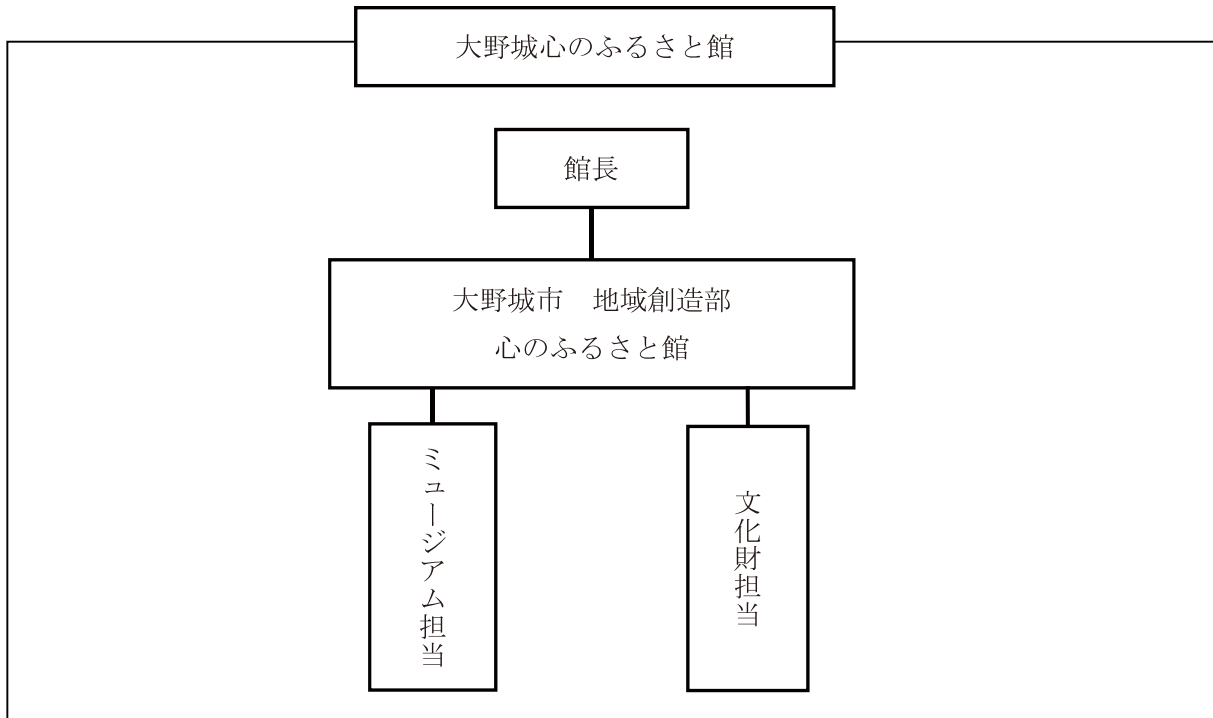 大野城心のふるさと館
館長
大野城市　地域創造部
心のふるさと館
ミュージアム担当
文化財担当